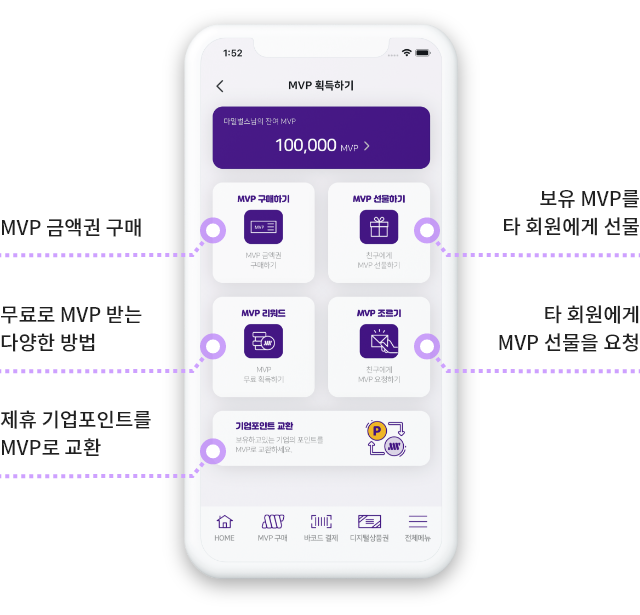 1:52
MVP 획득하기
다밀벌스님의 잔여 MVP
100,000 MVP
MVP 구매하기
MVP
MVP 금액권
구매하기
MVP 선물하기
친구에게
MVP 선물하기
MVP 금액권 구매
보유 MVP를
타 회원에게 선물
MVP 리워드
MVP
무료 획득하기
MVP 조르기
친구에게
MVP 요청하기
무료로 MVP 받는
다양한 방법
타 회원에게
MVP 선물을 요청
제휴 기업포인트를
MVP로 교환
기업포인트 교환
보유하고있는 기업의 포인트를
MVP로 교환하세요.
P
HOME
MVP 구매
바코드 결제
디지털상품권
전체메뉴